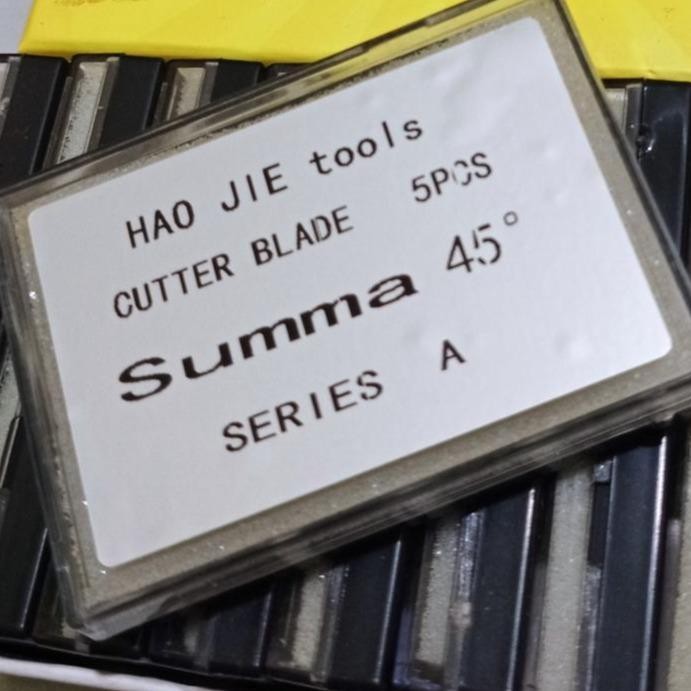 HAO JIE tools
CUTTER BLADE 5PCS
Summa 45°
SERIES A